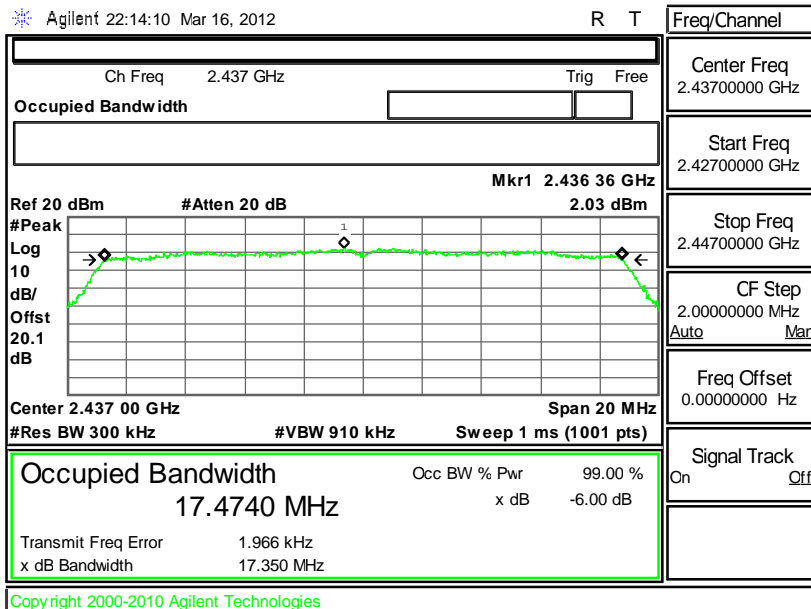 Agilent 22:14:10 Mar 16, 2012 R T
Freq/Channel
Ch Freq 2.437 GHz Trig Free
Occupied Bandwidth
Center Freq
2.43700000 GHz
Start Freq
2.42700000 GHz
Stop Freq
2.44700000 GHz
CF Step
2.00000000 MHz
Auto Man
Freq Offset
0.00000000 Hz
Signal Track
On Off
Mkr1 2.436 36 GHz
Ref 20 dBm #Atten 20 dB 2.03 dBm
#Peak
Log
10
dB/
Offst
20.1
dB
1
Center 2.437 00 GHz Span 20 MHz
#Res BW 300 kHz #VBW 910 kHz Sweep 1 ms (1001 pts)
Occupied Bandwidth
17.4740 MHz
Occ BW % Pwr 99.00 %
x dB -6.00 dB
Transmit Freq Error 1.966 kHz
x dB Bandwidth 17.350 MHz
Copyright 2000-2010 Agilent Technologies